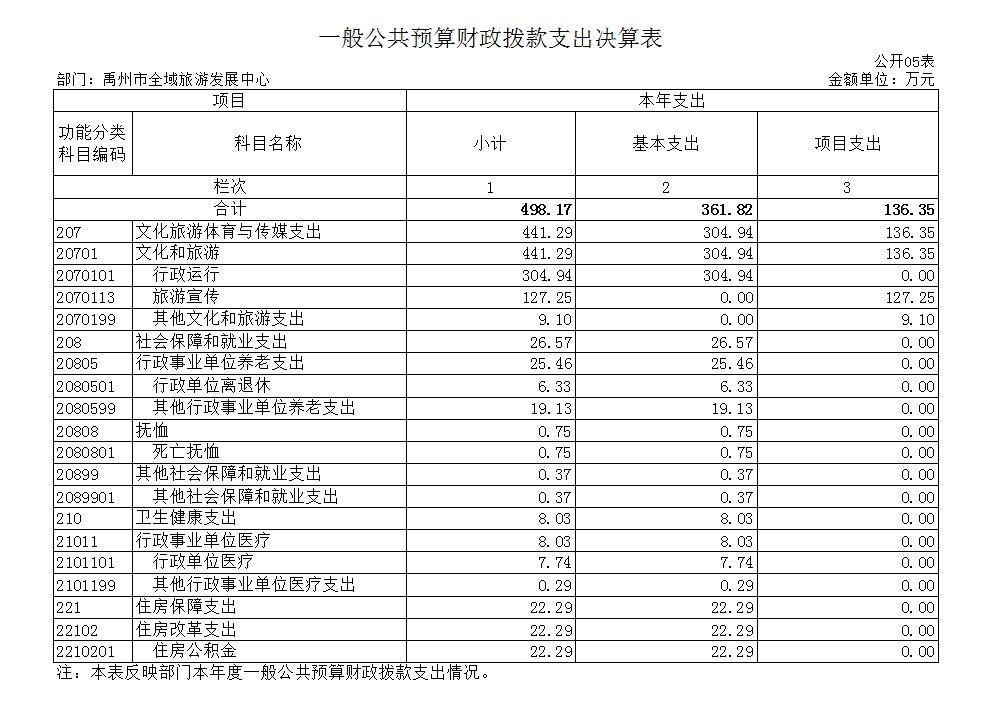 一般公共预算财政拨款支出决算表
公开05表
部门：禹州市全域旅游发展中心 金额单位：万元
项目 本年支出
功能分类科目编码 科目名称 小计 基本支出 项目支出
栏次 1 2 3
合计 498.17 361.82 136.35
207 文化旅游体育与传媒支出 441.29 304.94 136.35
20701 文化和旅游 441.29 304.94 136.35
2070101 行政运行 304.94 304.94 0.00
2070113 旅游宣传 127.25 0.00 127.25
2070199 其他文化和旅游支出 9.10 0.00 9.10
208 社会保障和就业支出 26.57 26.57 0.00
20805 行政事业单位养老支出 25.46 25.46 0.00
2080501 行政单位离退休 6.33 6.33 0.00
2080599 其他行政事业单位养老支出 19.13 19.13 0.00
20808 抚恤 0.75 0.75 0.00
2080801 死亡抚恤 0.75 0.75 0.00
20899 其他社会保障和就业支出 0.37 0.37 0.00
2089901 其他社会保障和就业支出 0.37 0.37 0.00
210 卫生健康支出 8.03 8.03 0.00
21011 行政事业单位医疗 8.03 8.03 0.00
2101101 行政单位医疗 7.74 7.74 0.00
2101199 其他行政事业单位医疗支出 0.29 0.29 0.00
221 住房保障支出 22.29 22.29 0.00
22102 住房改革支出 22.29 22.29 0.00
2210201 住房公积金 22.29 22.29 0.00
注：本表反映部门本年度一般公共预算财政拨款支出情况。